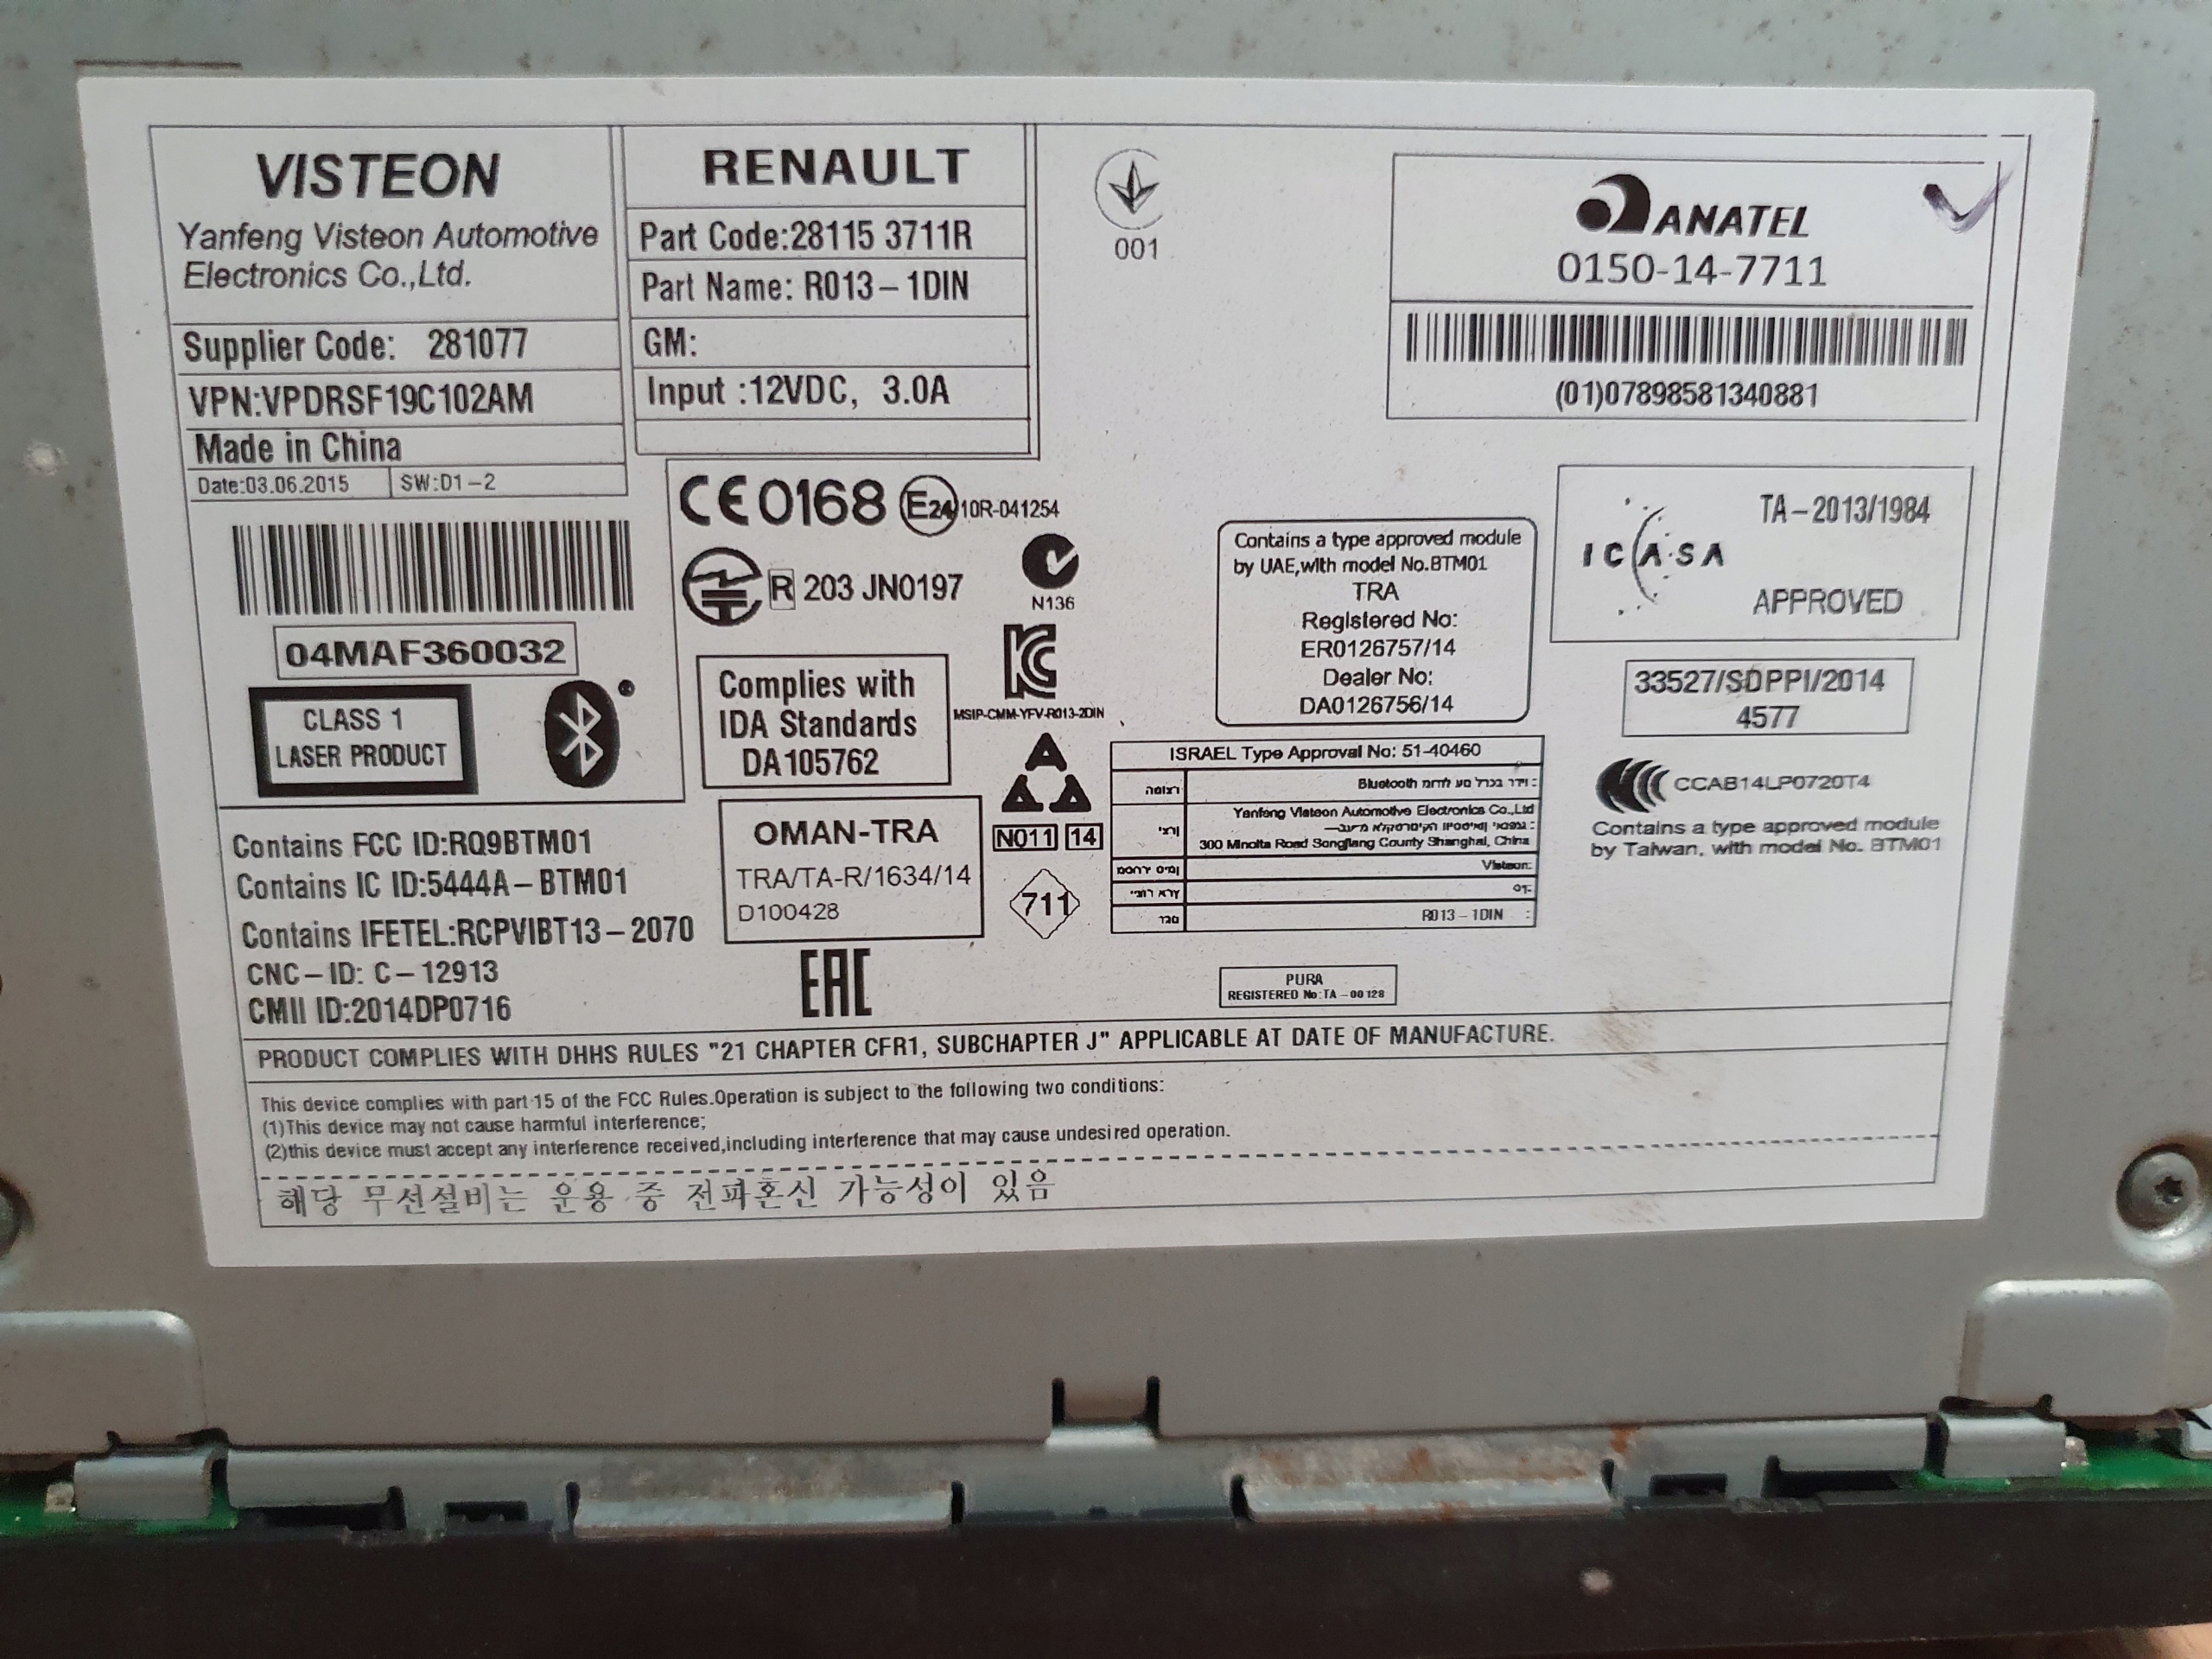 VISTEON
Yanfeng Visteon Automotive
Electronics Co.,Ltd.
Supplier Code: 281077
VPN:VPDRSF19C102AM
Made in China
Date:03.06.2015 SW:D1-2
04MAF360032
CLASS 1
LASER PRODUCT
RENAULT
Part Code:28115 3711R
Part Name: R013-1DIN
GM:
Input :12VDC, 3.0A
001
ANATEL
0150-14-7711
(01)07898581340881
CE0168 E24 10R-041254
R 203 JN0197
N136
Complies with
IDA Standards
DA105762
MSIP-CMM-YFV-R013-2DIN
OMAN-TRA
TRA/TA-R/1634/14
D100428
N011 14
711
EAC
Contains a type approved module
by UAE,with model No.BTM01
TRA
Registered No:
ER0126757/14
Dealer No:
DA0126756/14
ICASA
TA-2013/1984
APPROVED
33527/SDPPI/2014
4577
CCAB14LP0720T4
Contains a type approved module
by Taiwan, with model No. BTM01
ISRAEL Type Approval No: 51-40460
Bluetooth
Yanfeng Visteon Automotive Electronics Co.,Ltd
300 Minolta Road Songjiang County Shanghai, China
Visteon:
R013-1DIN :
PURA
REGISTERED No:TA-00128
Contains FCC ID:RQ9BTM01
Contains IC ID:5444A-BTM01
Contains IFETEL:RCPVIBT13-2070
CNC-ID: C-12913
CMII ID:2014DP0716
PRODUCT COMPLIES WITH DHHS RULES "21 CHAPTER CFR1, SUBCHAPTER J" APPLICABLE AT DATE OF MANUFACTURE.
This device complies with part 15 of the FCC Rules.Operation is subject to the following two conditions:
(1)This device may not cause harmful interference;
(2)this device must accept any interference received,including interference that may cause undesired operation.
해당 무선설비는 운용 중 전파혼신 가능성이 있음